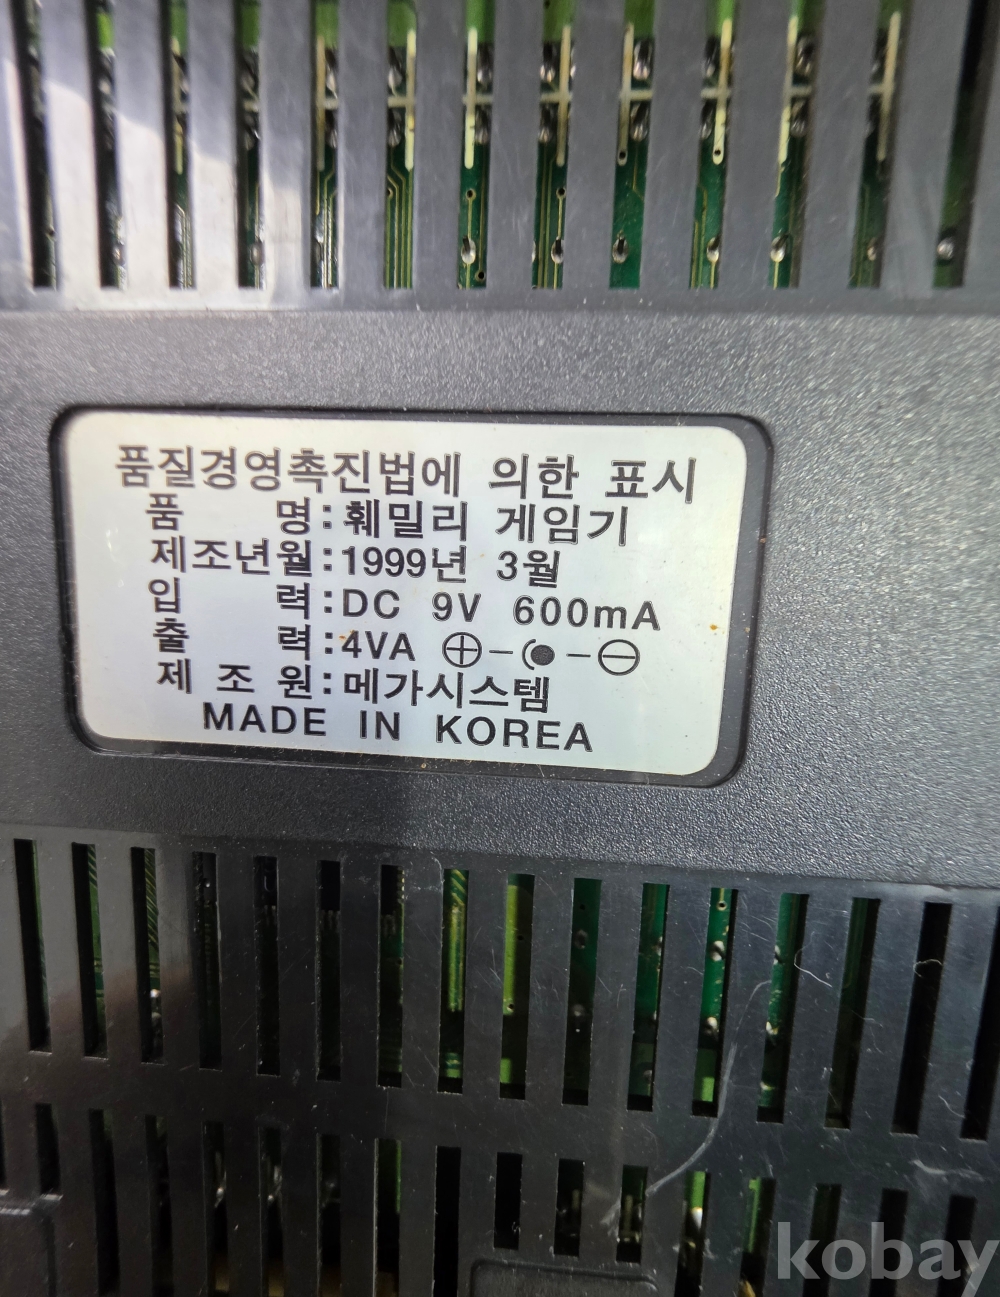 품질경영촉진법에 의한 표시
품 명:훼밀리 게임기
제조년월:1999년 3월
입 력:DC 9V 600mA
출 력:4VA
제 조 원:메가시스템
MADE IN KOREA
kobay